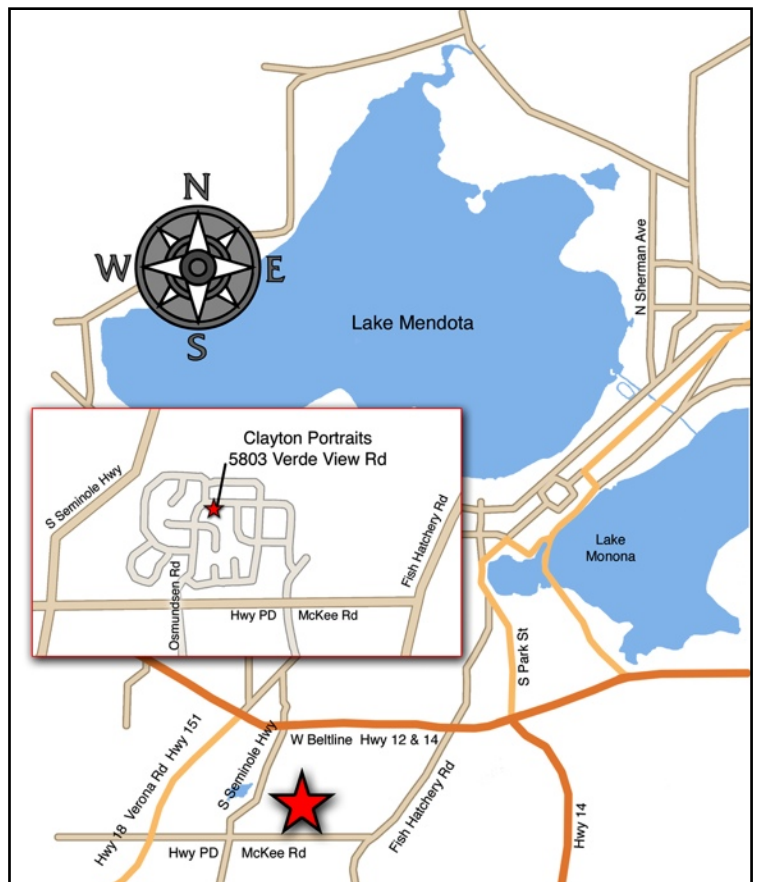 N
W
E
S
N Sherman Ave
Lake Mendota
Clayton Portraits
5803 Verde View Rd
S Seminole Hwy
Fish Hatchery Rd
Osmundsen Rd
Hwy PD
McKee Rd
Lake
Monona
S Park St
Hwy 18 Verona Rd Hwy 151
S Seminole Hwy
W Beltline Hwy 12 & 14
Fish Hatchery Rd
Hwy 14
Hwy PD
McKee Rd